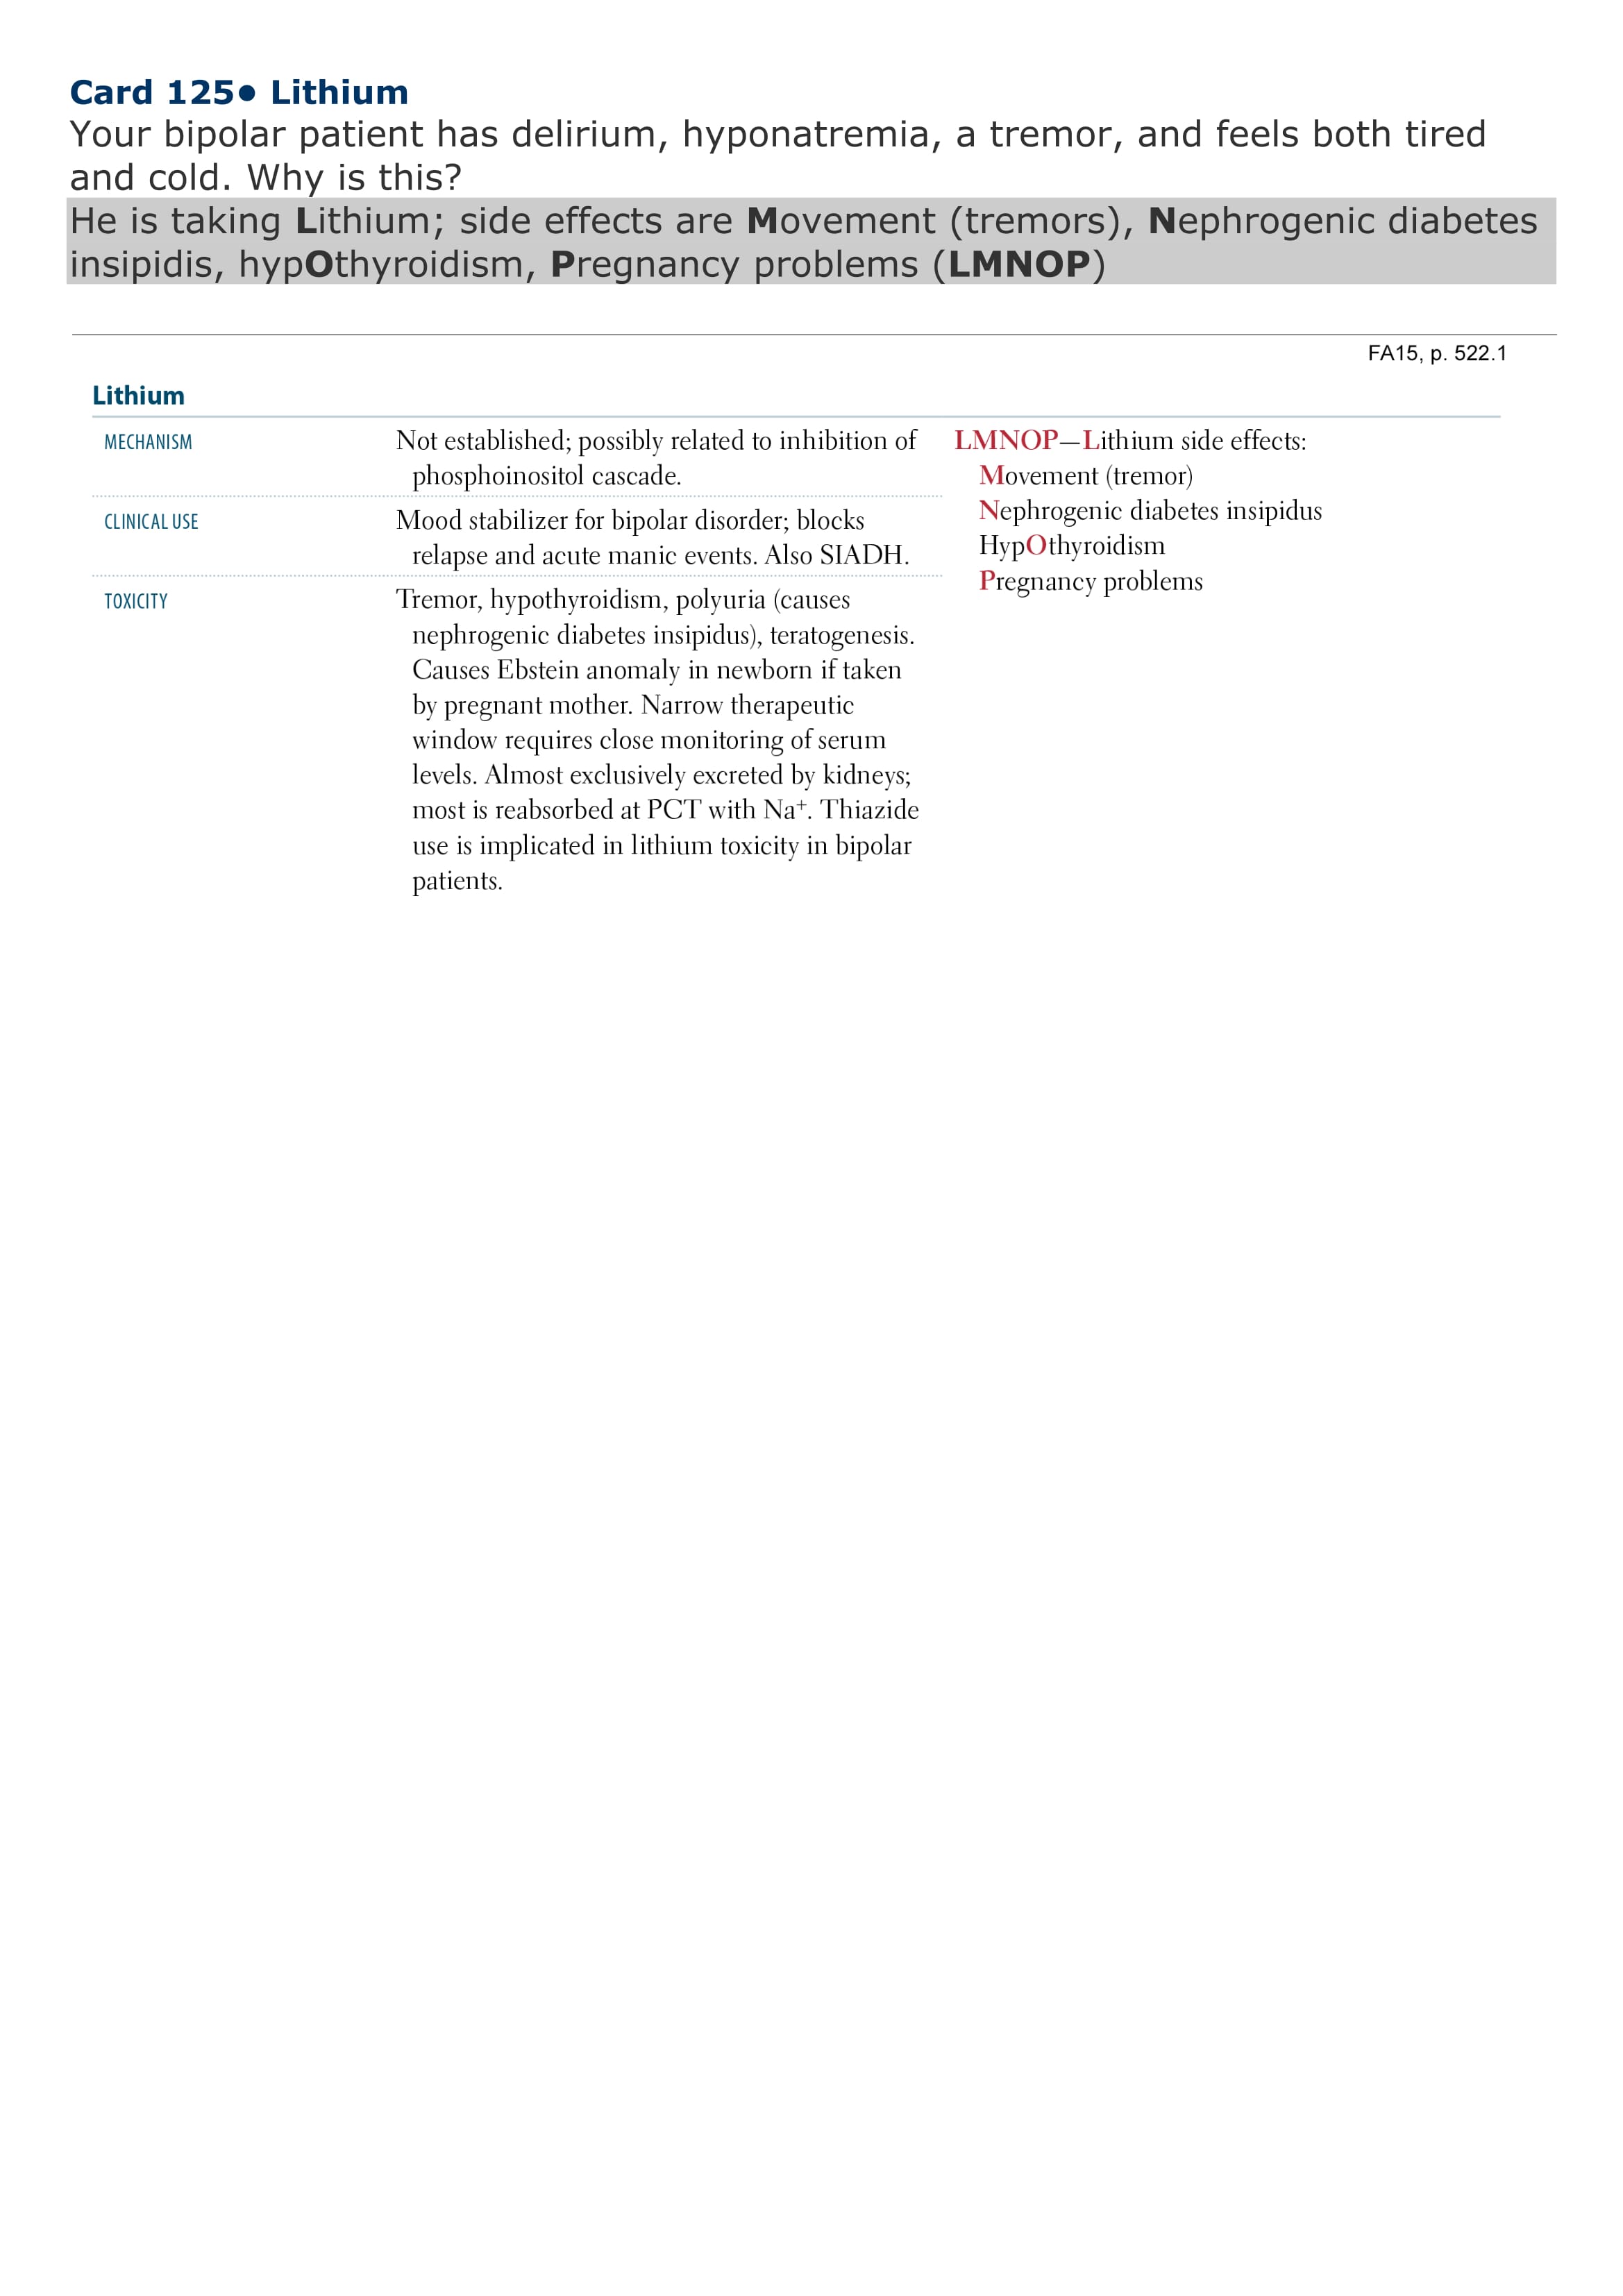 Card 125● Lithium
Your bipolar patient has delirium, hyponatremia, a tremor, and feels both tired
and cold. Why is this?
He is taking Lithium; side effects are Movement (tremors), Nephrogenic diabetes
insipidis, hypOthyroidism, Pregnancy problems (LMNOP)
FA15, p. 522.1
Lithium
MECHANISM
Not established; possibly related to inhibition of
phosphoinositol cascade.
CLINICAL USE
Mood stabilizer for bipolar disorder; blocks
relapse and acute manic events. Also SIADH.
TOXICITY
Tremor, hypothyroidism, polyuria (causes
nephrogenic diabetes insipidus), teratogenesis.
Causes Ebstein anomaly in newborn if taken
by pregnant mother. Narrow therapeutic
window requires close monitoring of serum
levels. Almost exclusively excreted by kidneys;
most is reabsorbed at PCT with Na⁺. Thiazide
use is implicated in lithium toxicity in bipolar
patients.
LMNOP—Lithium side effects:
Movement (tremor)
Nephrogenic diabetes insipidus
HypOthyroidism
Pregnancy problems